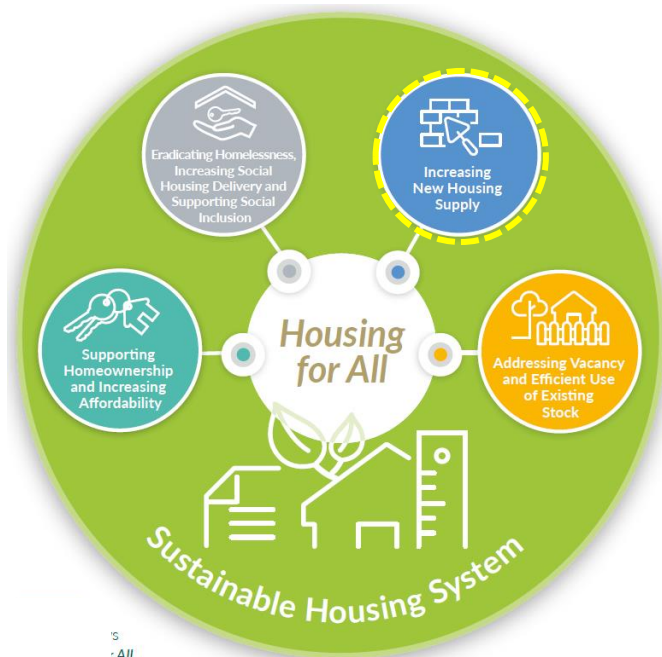 Eradicating Homelessness,
Increasing Social
Housing Delivery and
Supporting Social
Inclusion
Increasing
New Housing
Supply
Supporting
Homeownership
and Increasing
Affordability
Housing
for All
Addressing Vacancy
and Efficient Use
of Existing
Stock
Sustainable Housing System
All